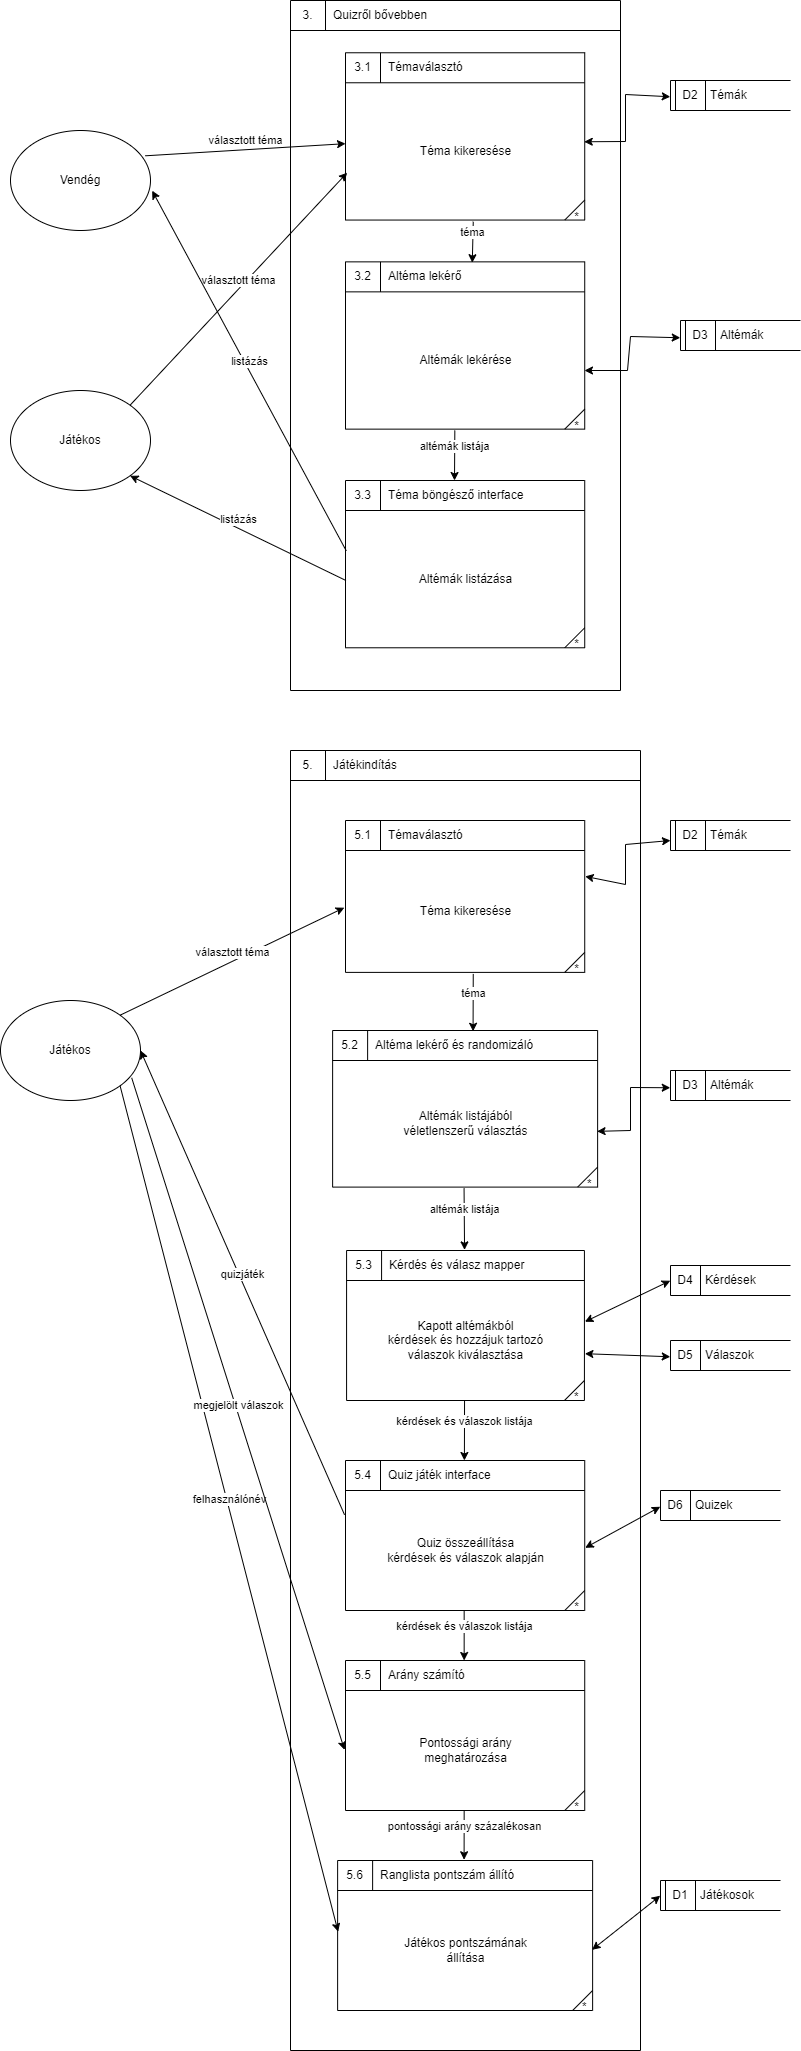 3. Quizről bővebben
3.1 Témaválasztó
D2 Témák
választott téma
Téma kikeresése
Vendég
*
téma
3.2 Altéma lekérő
választott téma
D3 Altémák
listázás
Altémák lekérése
*
Játékos
altémák listája
3.3 Téma böngésző interface
listázás
Altémák listázása
*
5. Játékindítás
5.1 Témaválasztó
D2 Témák
Téma kikeresése
választott téma
*
téma
Játékos
5.2 Altéma lekérő és randomizáló
D3 Altémák
Altémák listájából
véletlenszerű választás
*
altémák listája
5.3 Kérdés és válasz mapper
quizjáték
D4 Kérdések
Kapott altémákból
kérdések és hozzájuk tartozó
válaszok kiválasztása
D5 Válaszok
*
megjelölt válaszok
kérdések és válaszok listája
5.4 Quiz játék interface
felhasználónév
D6 Quizek
Quiz összeállítása
kérdések és válaszok alapján
*
kérdések és válaszok listája
5.5 Arány számító
Pontossági arány
meghatározása
*
pontossági arány százalékosan
5.6 Ranglista pontszám állító
D1 Játékosok
Játékos pontszámának
állítása
*